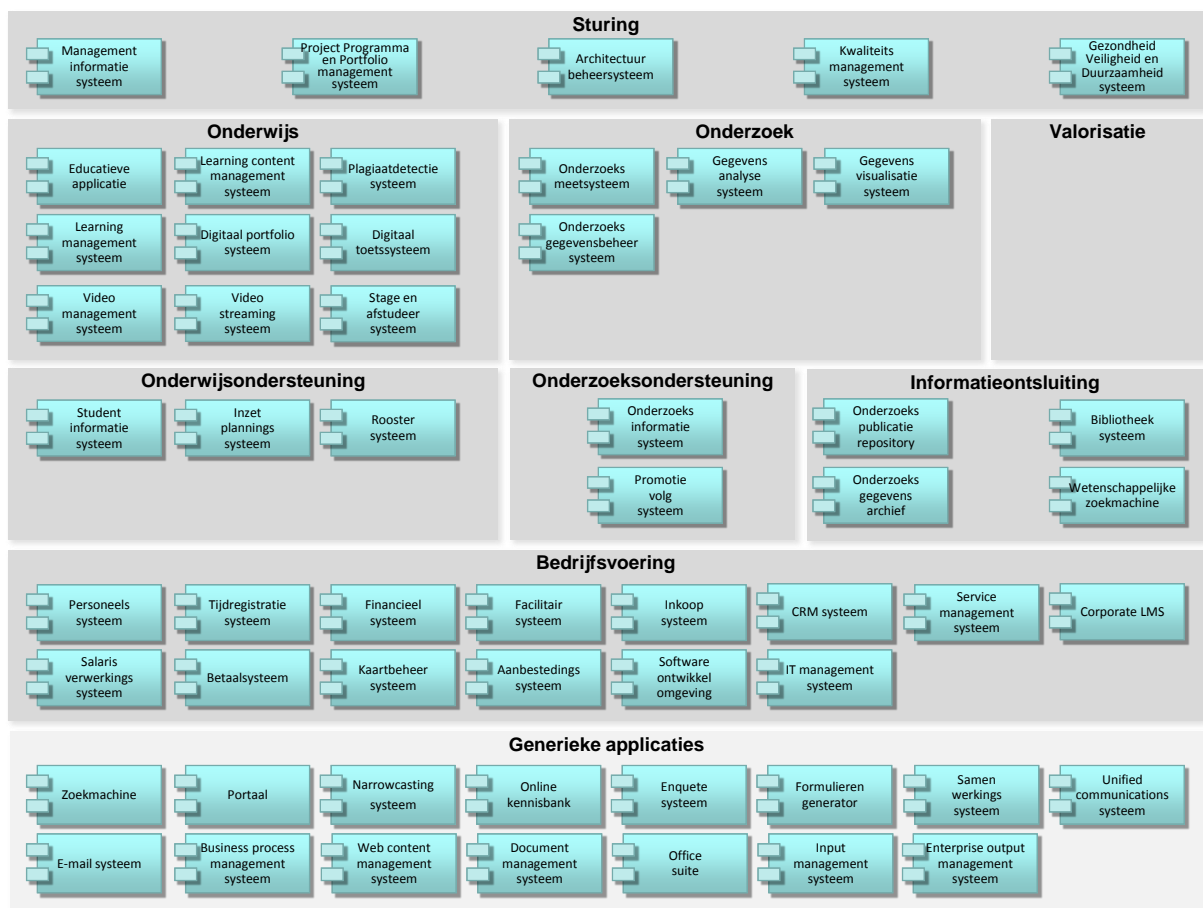 Sturing
Management
informatie
systeem
Project Programma
en Portfolio
management
systeem
Architectuur
beheersysteem
Kwaliteits
management
systeem
Gezondheid
Veiligheid en
Duurzaamheid
systeem
Onderwijs
Educatieve
applicatie
Learning content
management
systeem
Plagiaatdetectie
systeem
Learning
management
systeem
Digitaal portfolio
systeem
Digitaal
toetssysteem
Video
management
systeem
Video
streaming
systeem
Stage en
afstudeer
systeem
Onderzoek
Onderzoeks
meetsysteem
Gegevens
analyse
systeem
Gegevens
visualisatie
systeem
Onderzoeks
gegevensbeheer
systeem
Valorisatie
Onderwijsondersteuning
Student
informatie
systeem
Inzet
plannings
systeem
Rooster
systeem
Onderzoeksondersteuning
Onderzoeks
informatie
systeem
Promotie
volg
systeem
Informatieontsluiting
Onderzoeks
publicatie
repository
Bibliotheek
systeem
Onderzoeks
gegevens
archief
Wetenschappelijke
zoekmachine
Bedrijfsvoering
Personeels
systeem
Tijdregistratie
systeem
Financieel
systeem
Facilitair
systeem
Inkoop
systeem
CRM systeem
Service
management
systeem
Corporate LMS
Salaris
verwerkings
systeem
Betaalsysteem
Kaartbeheer
systeem
Aanbestedings
systeem
Software
ontwikkel
omgeving
IT management
systeem
Generieke applicaties
Zoekmachine
Portaal
Narrowcasting
systeem
Online
kennisbank
Enquete
systeem
Formulieren
generator
Samen
werkings
systeem
Unified
communications
systeem
E-mail systeem
Business process
management
systeem
Web content
management
systeem
Document
management
systeem
Office
suite
Input
management
systeem
Enterprise output
management
systeem